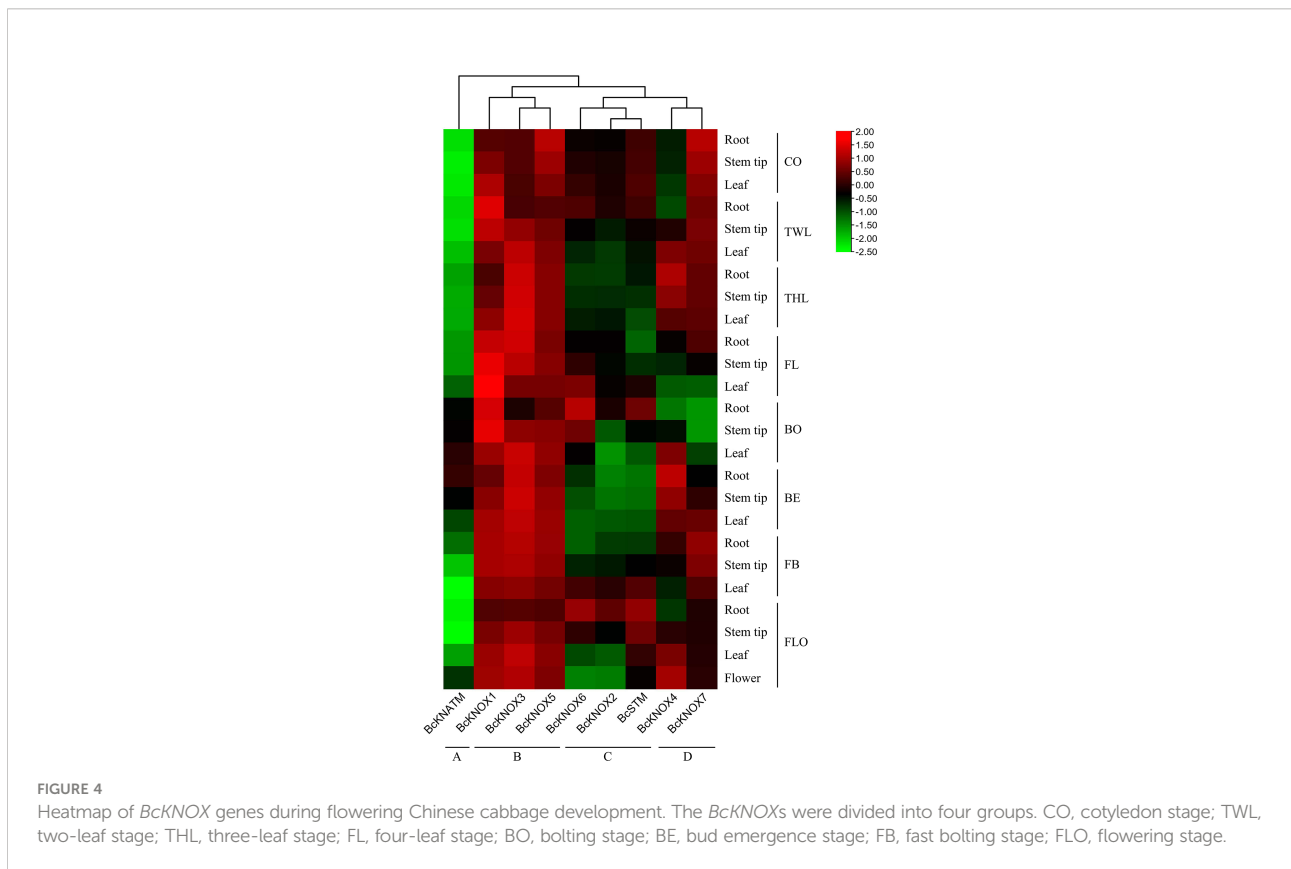 Root
Stem tip
Leaf
CO
Root
Stem tip
Leaf
TWL
Root
Stem tip
Leaf
THL
Root
Stem tip
Leaf
FL
Root
Stem tip
Leaf
BO
Root
Stem tip
Leaf
BE
Root
Stem tip
Leaf
FB
Root
Stem tip
Leaf
Flower
FLO
2.00
1.00
0.50
0.00
-0.50
-1.00
-1.50
-2.00
-2.50
BcKNATM
BcKNOX1
BcKNOX3
BcKNOX5
BcKNOX6
BcKNOX2
BcSTM
BcKNOX4
BcKNOX7
A B C D
FIGURE 4
Heatmap of BcKNOX genes during flowering Chinese cabbage development. The BcKNOXs were divided into four groups. CO, cotyledon stage; TWL,
two-leaf stage; THL, three-leaf stage; FL, four-leaf stage; BO, bolting stage; BE, bud emergence stage; FB, fast bolting stage; FLO, flowering stage.